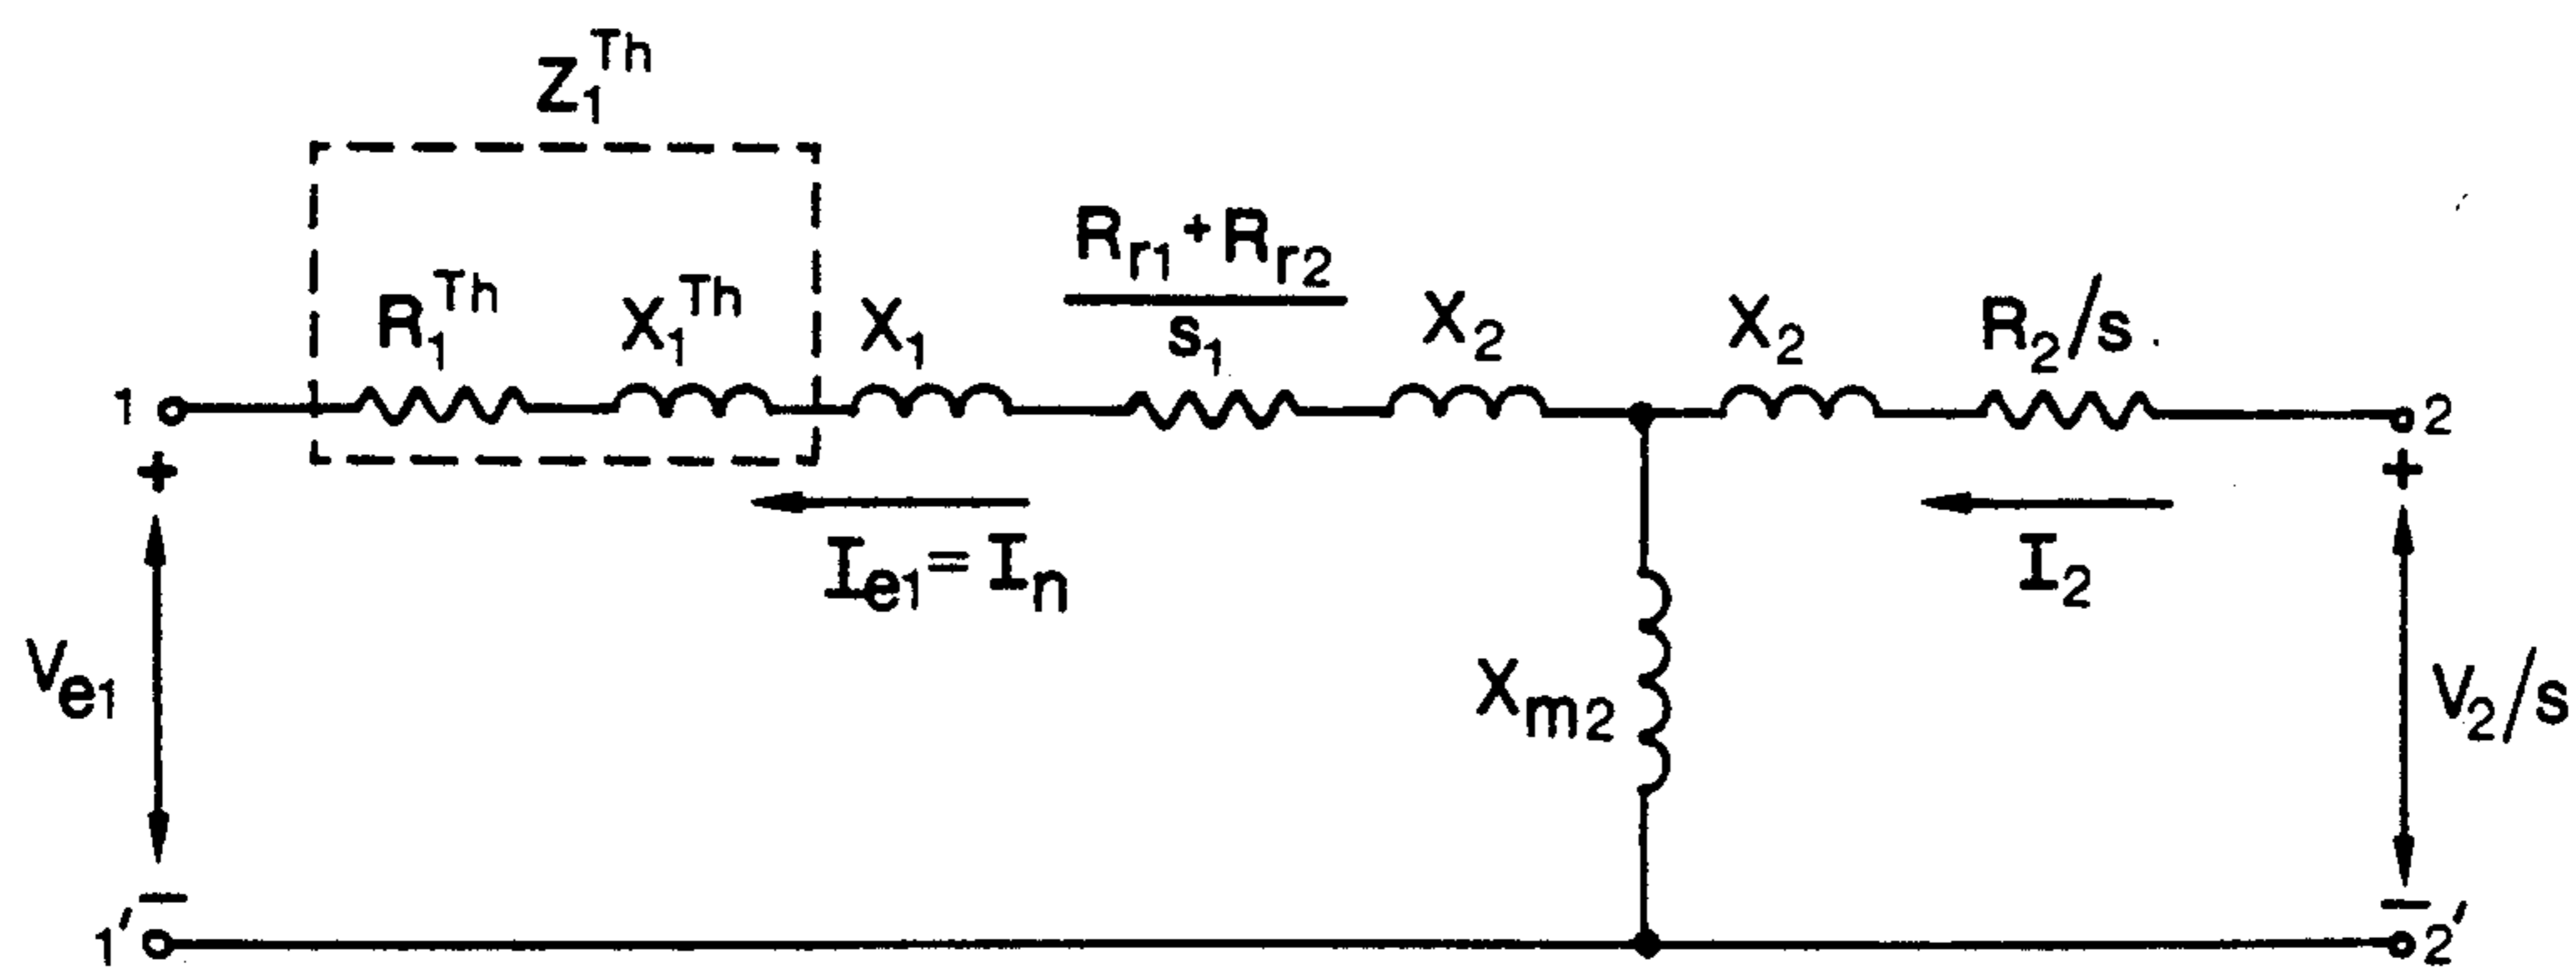 Z₁ᵀʰ
R₁ᵀʰ X₁ᵀʰ X₁ (Rr1 + Rr2)/s₁ X₂ X₂ R₂/s
1 2
+ +
Ie1 = In I₂
Ve1 Xm2 V₂/s
− −
1' 2'